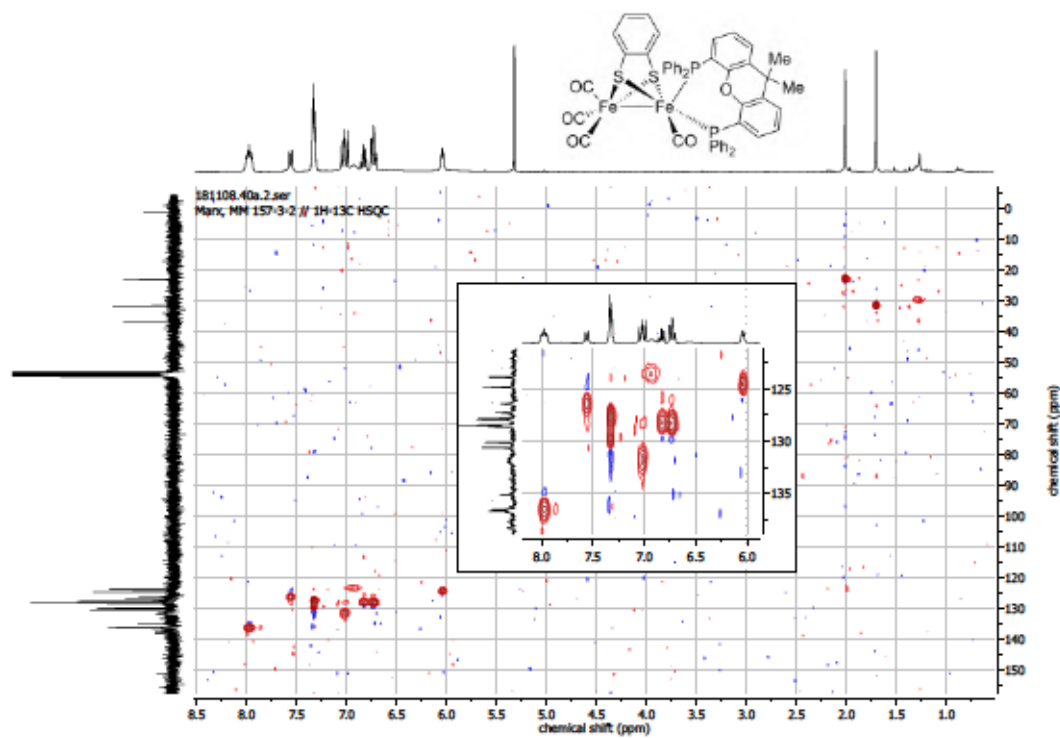 Me
Me
Ph2P
O
S
S
OC
OC
OC
Fe
Fe
CO
P
Ph2
181108.40a.2.ser
Marx, MM 157-3-2 // 1H-13C HSQC
0
10
20
30
40
50
60
70
80
90
100
110
120
130
140
150
chemical shift (ppm)
125
130
135
8.0 7.5 7.0 6.5 6.0
8.5 8.0 7.5 7.0 6.5 6.0 5.5 5.0 4.5 4.0 3.5 3.0 2.5 2.0 1.5 1.0
chemical shift (ppm)